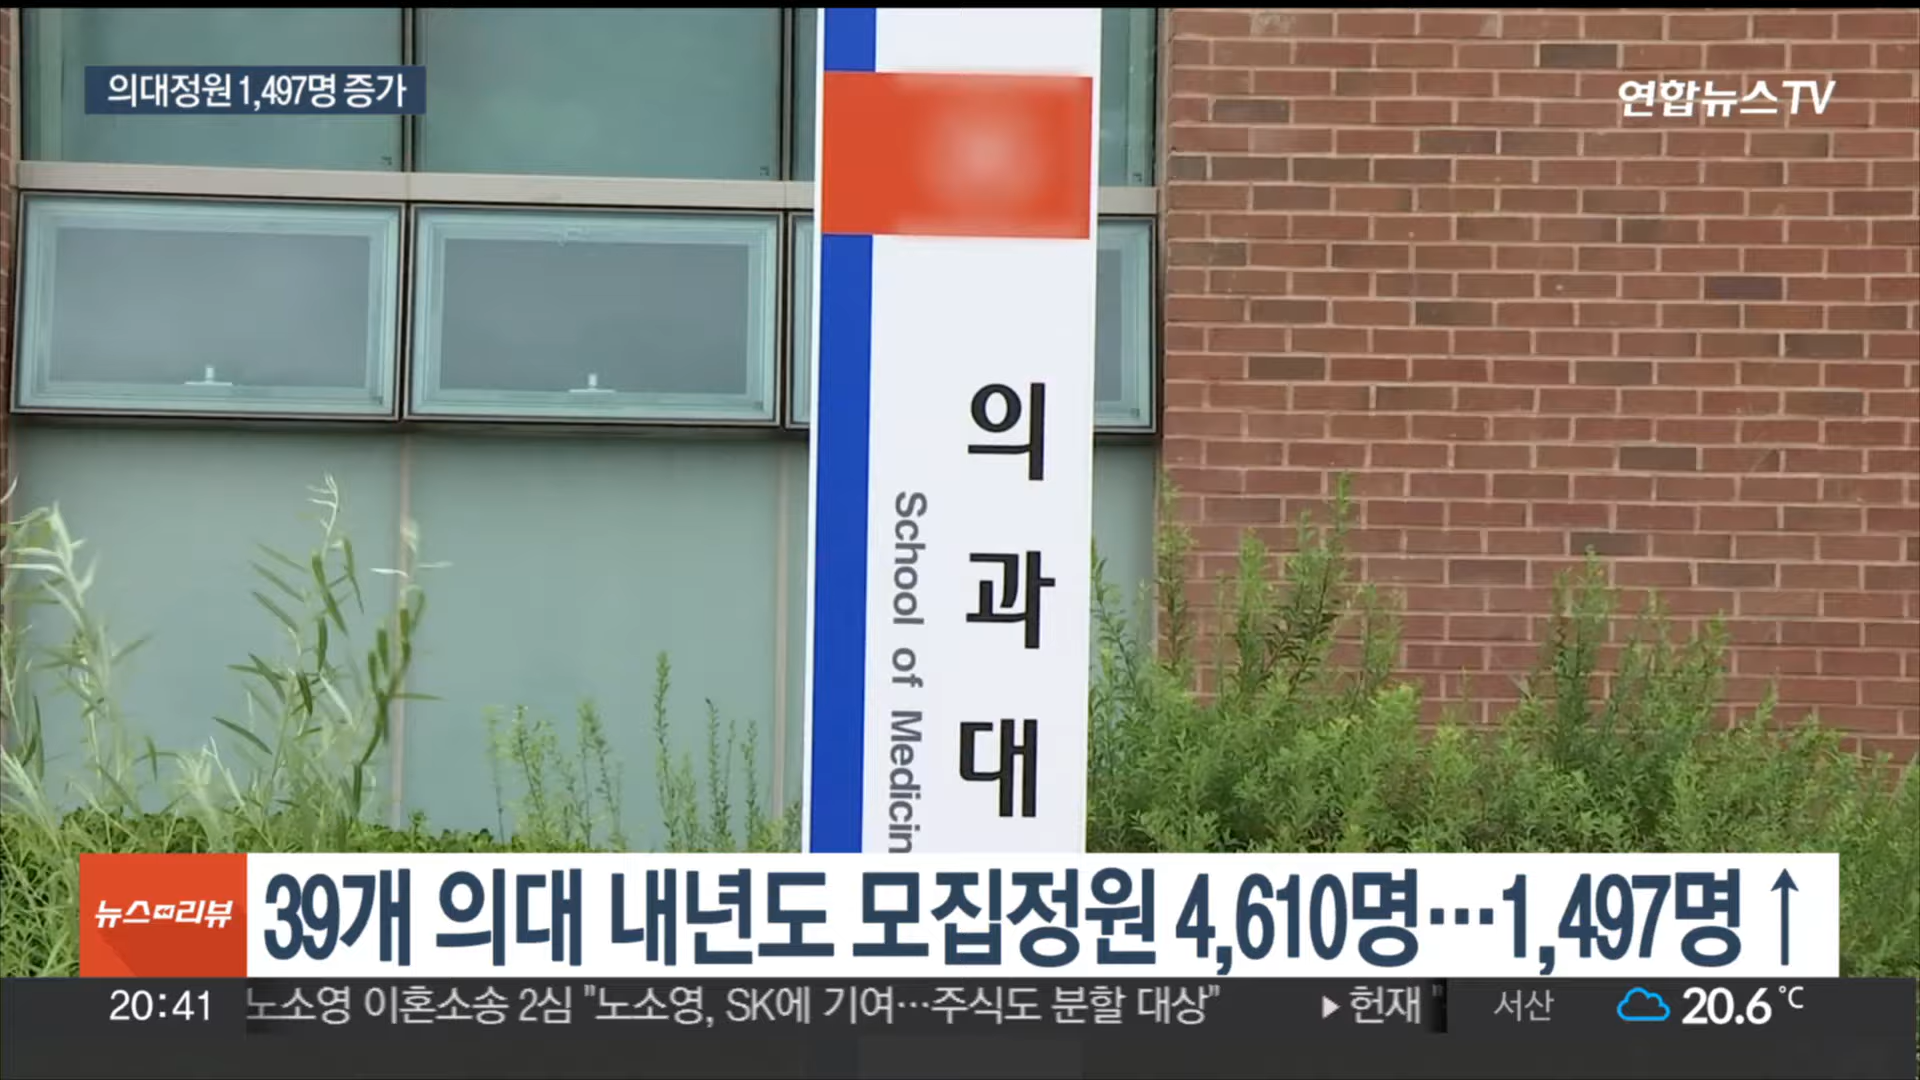 의대정원 1,497명 증가
연합뉴스TV
의과대
School of Medicin
뉴스리뷰
39개 의대 내년도 모집정원 4,610명…1,497명↑
20:41
노소영 이혼소송 2심 "노소영, SK에 기여…주식도 분할 대상"
▶헌재 "
서산
20.6℃